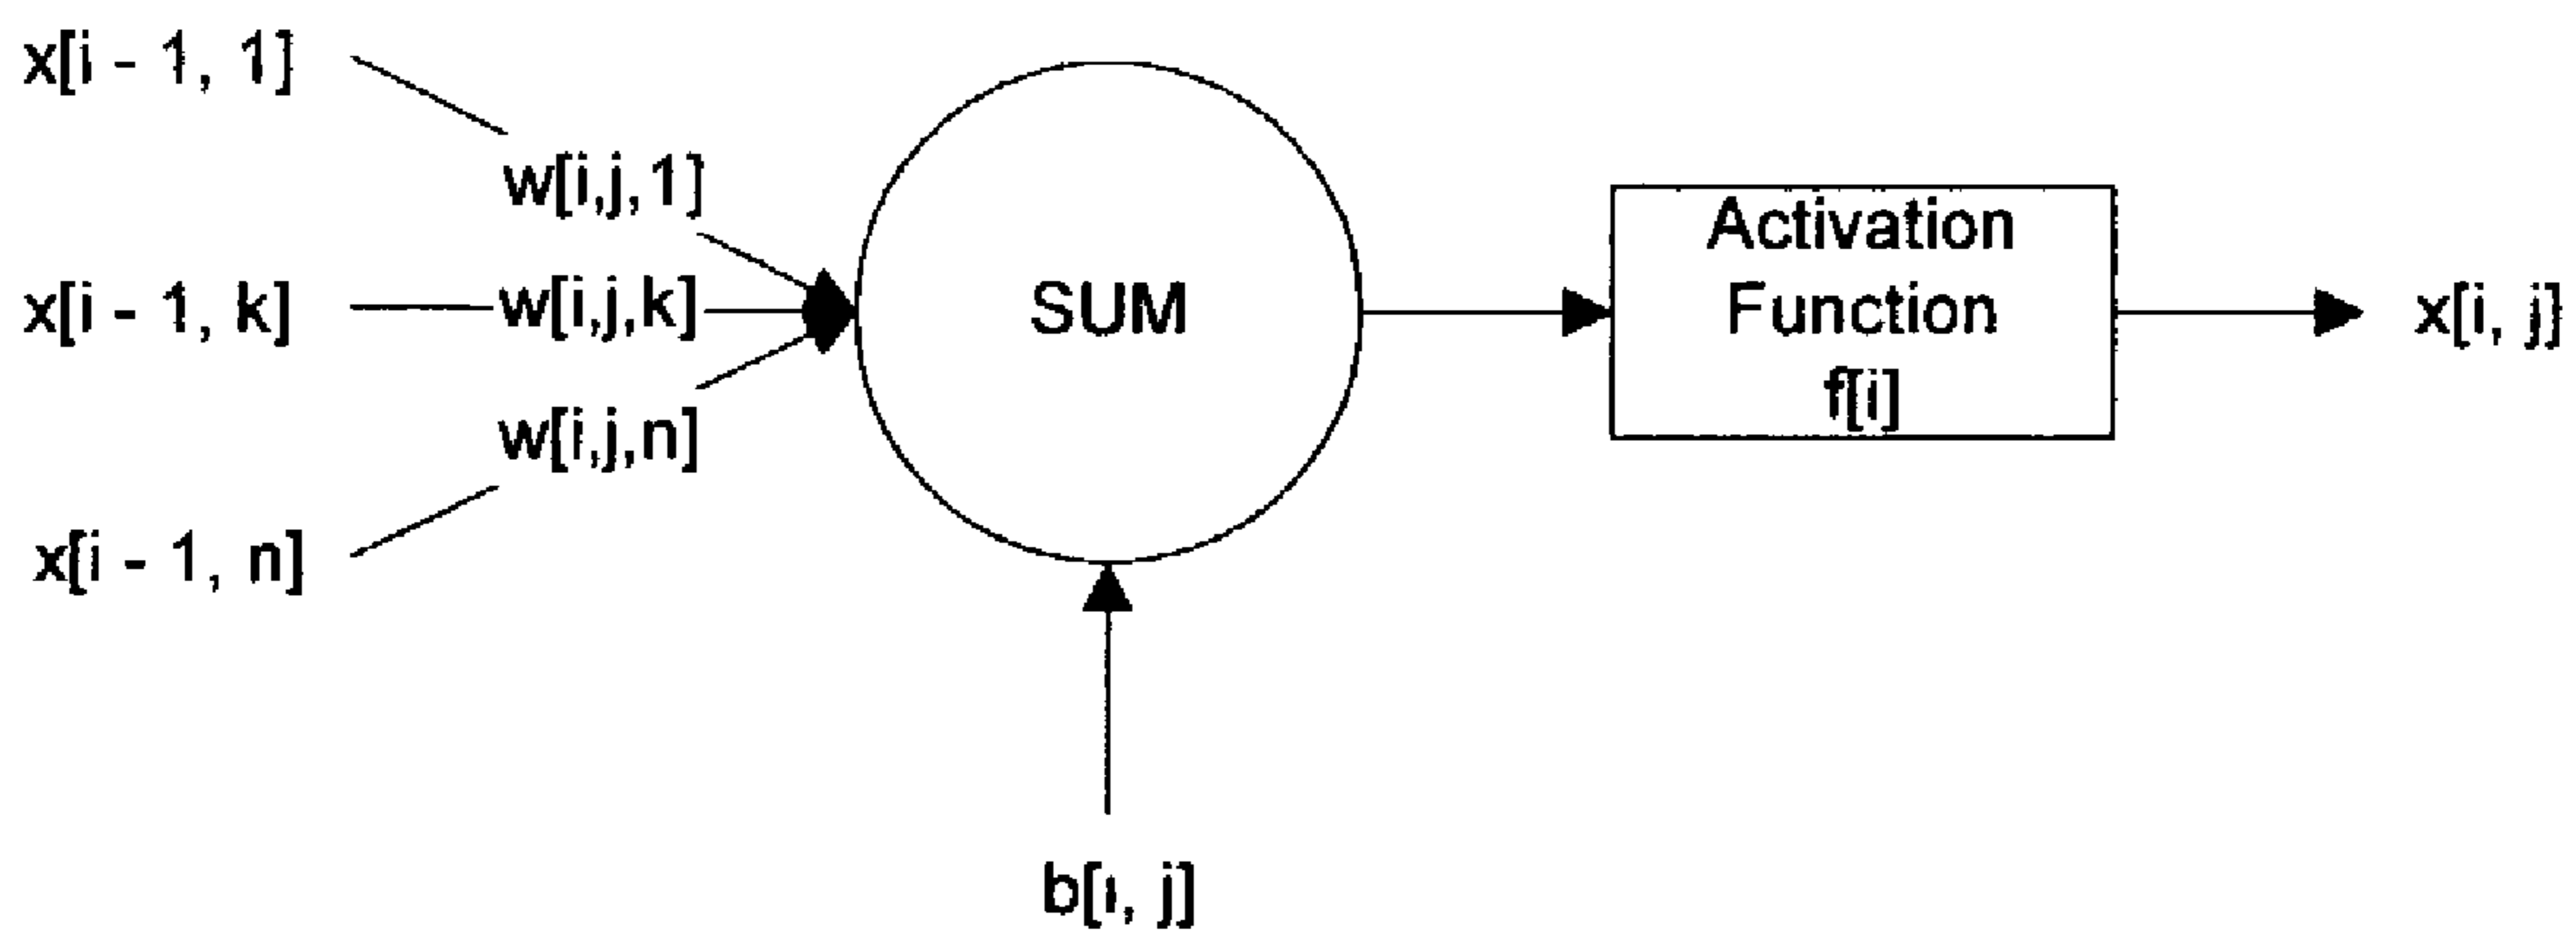 x[i - 1, 1]
w[i,j,1]
x[i - 1, k]
w[i,j,k]
w[i,j,n]
x[i - 1, n]
SUM
b[i, j]
Activation
Function
f[i]
x[i, j]